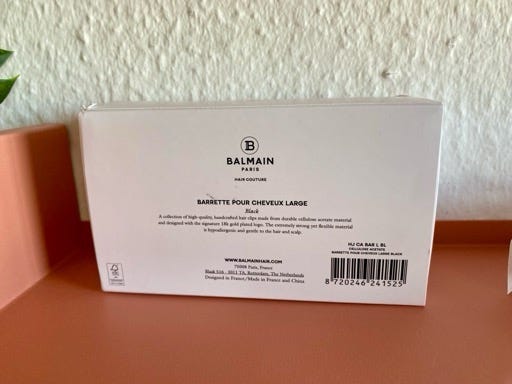 B
BALMAIN
PARIS
HAIR COUTURE
BARRETTE POUR CHEVEUX LARGE
Black
A collection of high-quality, handcrafted hair clips made from durable cellulose acetate material
and designed with the signature 18k gold plated logo. The extremely strong yet flexible material
is hypoallergenic and gentle to the hair and scalp.
WWW.BALMAINHAIR.COM
75008 Paris, France
Blaak 516 - 3011 TA, Rotterdam, The Netherlands
Designed in France/Made in France and China
HJ CA BAR L BL
CELLULOSE ACETATE
BARRETTE POUR CHEVEUX LARGE BLACK
8 720246 241525
FSC